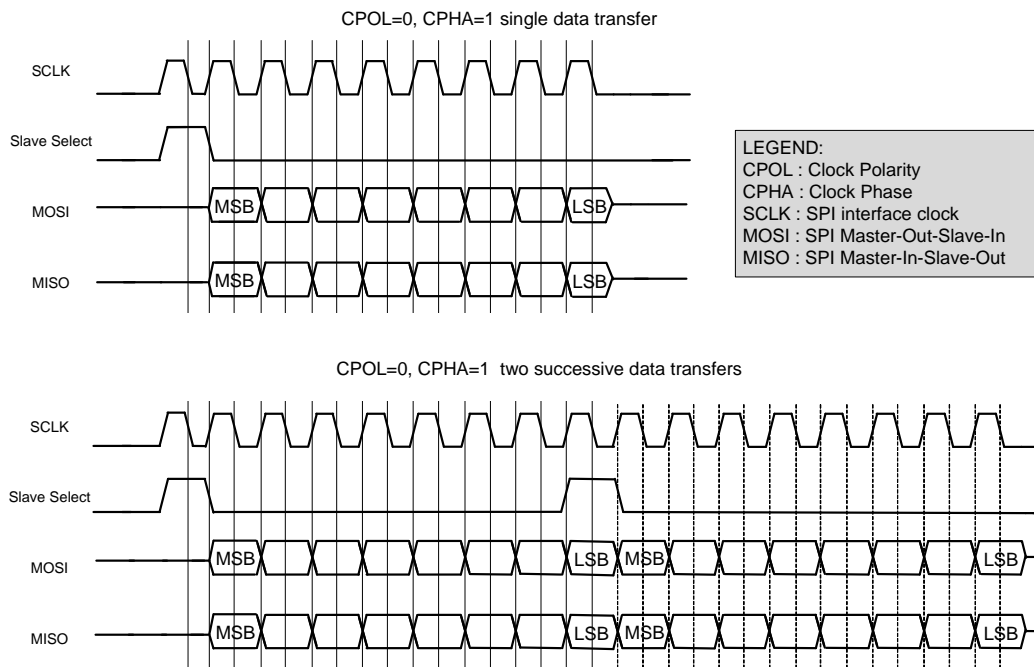 CPOL=0, CPHA=1 single data transfer
SCLK
Slave Select
MOSI
MSB
LSB
MISO
MSB
LSB
LEGEND:
CPOL : Clock Polarity
CPHA : Clock Phase
SCLK : SPI interface clock
MOSI : SPI Master-Out-Slave-In
MISO : SPI Master-In-Slave-Out
CPOL=0, CPHA=1 two successive data transfers
SCLK
Slave Select
MOSI
MSB
LSB
MSB
LSB
MISO
MSB
LSB
MSB
LSB